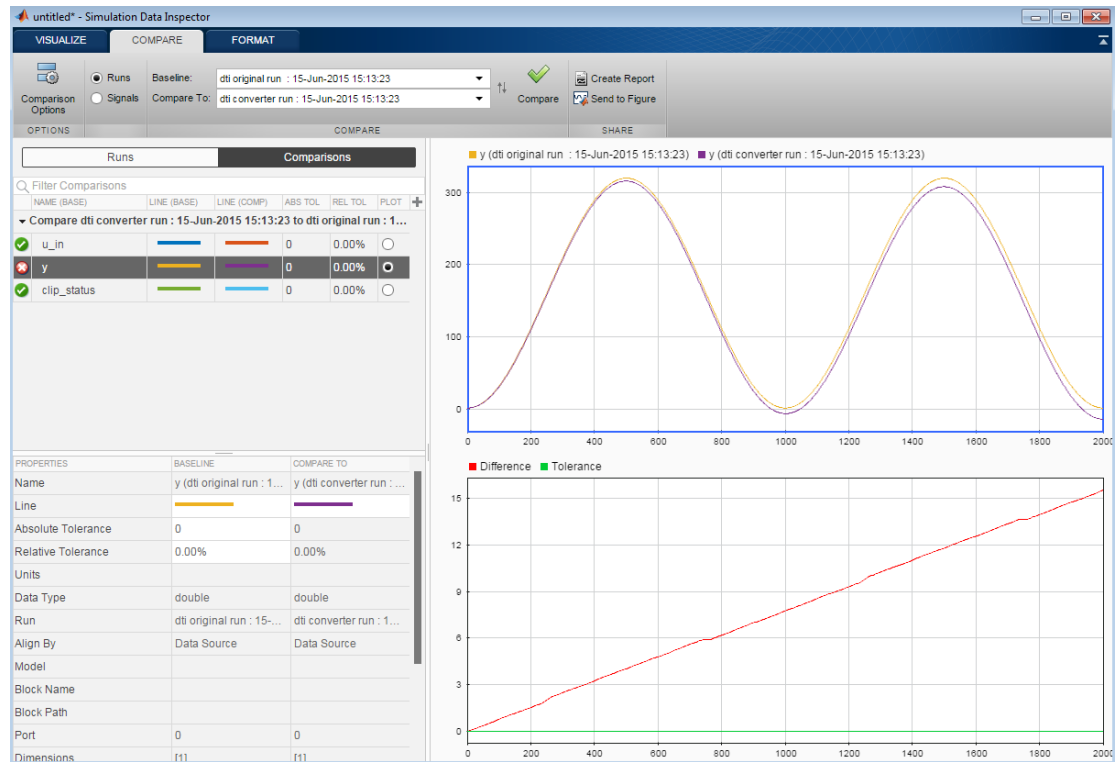 untitled* - Simulation Data Inspector
VISUALIZE COMPARE FORMAT
Comparison Options
Runs
Signals
Baseline: dti original run : 15-Jun-2015 15:13:23
Compare To: dti converter run : 15-Jun-2015 15:13:23
Compare
Create Report
Send to Figure
OPTIONS COMPARE SHARE
Runs Comparisons
Filter Comparisons
NAME (BASE) LINE (BASE) LINE (COMP) ABS TOL REL TOL PLOT
Compare dti converter run : 15-Jun-2015 15:13:23 to dti original run : 1...
u_in 0 0.00%
y 0 0.00%
clip_status 0 0.00%
PROPERTIES BASELINE COMPARE TO
Name y (dti original run : 1... y (dti converter run : ...
Line
Absolute Tolerance 0 0
Relative Tolerance 0.00% 0.00%
Units
Data Type double double
Run dti original run : 15-... dti converter run : 1...
Align By Data Source Data Source
Model
Block Name
Block Path
Port 0 0
Dimensions [1] [1]
y (dti original run : 15-Jun-2015 15:13:23) y (dti converter run : 15-Jun-2015 15:13:23)
300
200
100
0
0 200 400 600 800 1000 1200 1400 1600 1800 2000
Difference Tolerance
15
12
9
6
3
0
0 200 400 600 800 1000 1200 1400 1600 1800 2000